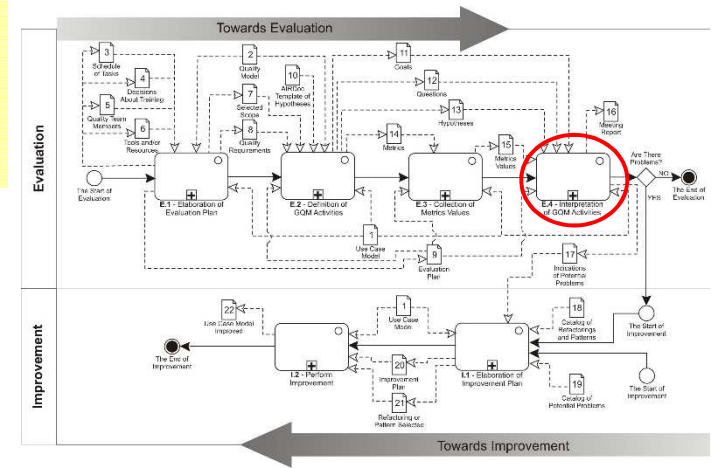 Towards Evaluation
Evaluation
3
Schedule
of Tasks
4
Decisions
About Training
5
Quality Team
Members
6
Tools and/or
Resources
2
Quality
Model
7
Selected
Scope
8
Quality
Requirements
10
AIRDoc
Template of
Hypotheses
11
Goals
12
Questions
13
Hypotheses
14
Metrics
15
Metrics
Values
16
Meeting
Report
The Start of
Evaluation
E.1 - Elaboration of
Evaluation Plan
E.2 - Definition of
GQM Activities
E.3 - Collection of
Metrics Values
E.4 - Interpretation
of GQM Activities
Are There
Problems?
NO
YES
The End of
Evaluation
1
Use Case
Model
9
Evaluation
Plan
17
Indications
of Potential
Problems
Improvement
22
Use Case Model
Improved
1
Use Case
Model
18
Catalog of
Refactorings
and Patterns
The Start of
Improvement
The End of
Improvement
I.2 - Perform
Improvement
20
Improvement
Plan
21
Refactoring or
Pattern Selected
I.1 - Elaboration of
Improvement Plan
19
Catalog of
Potential Problems
The Start of
Improvement
Towards Improvement